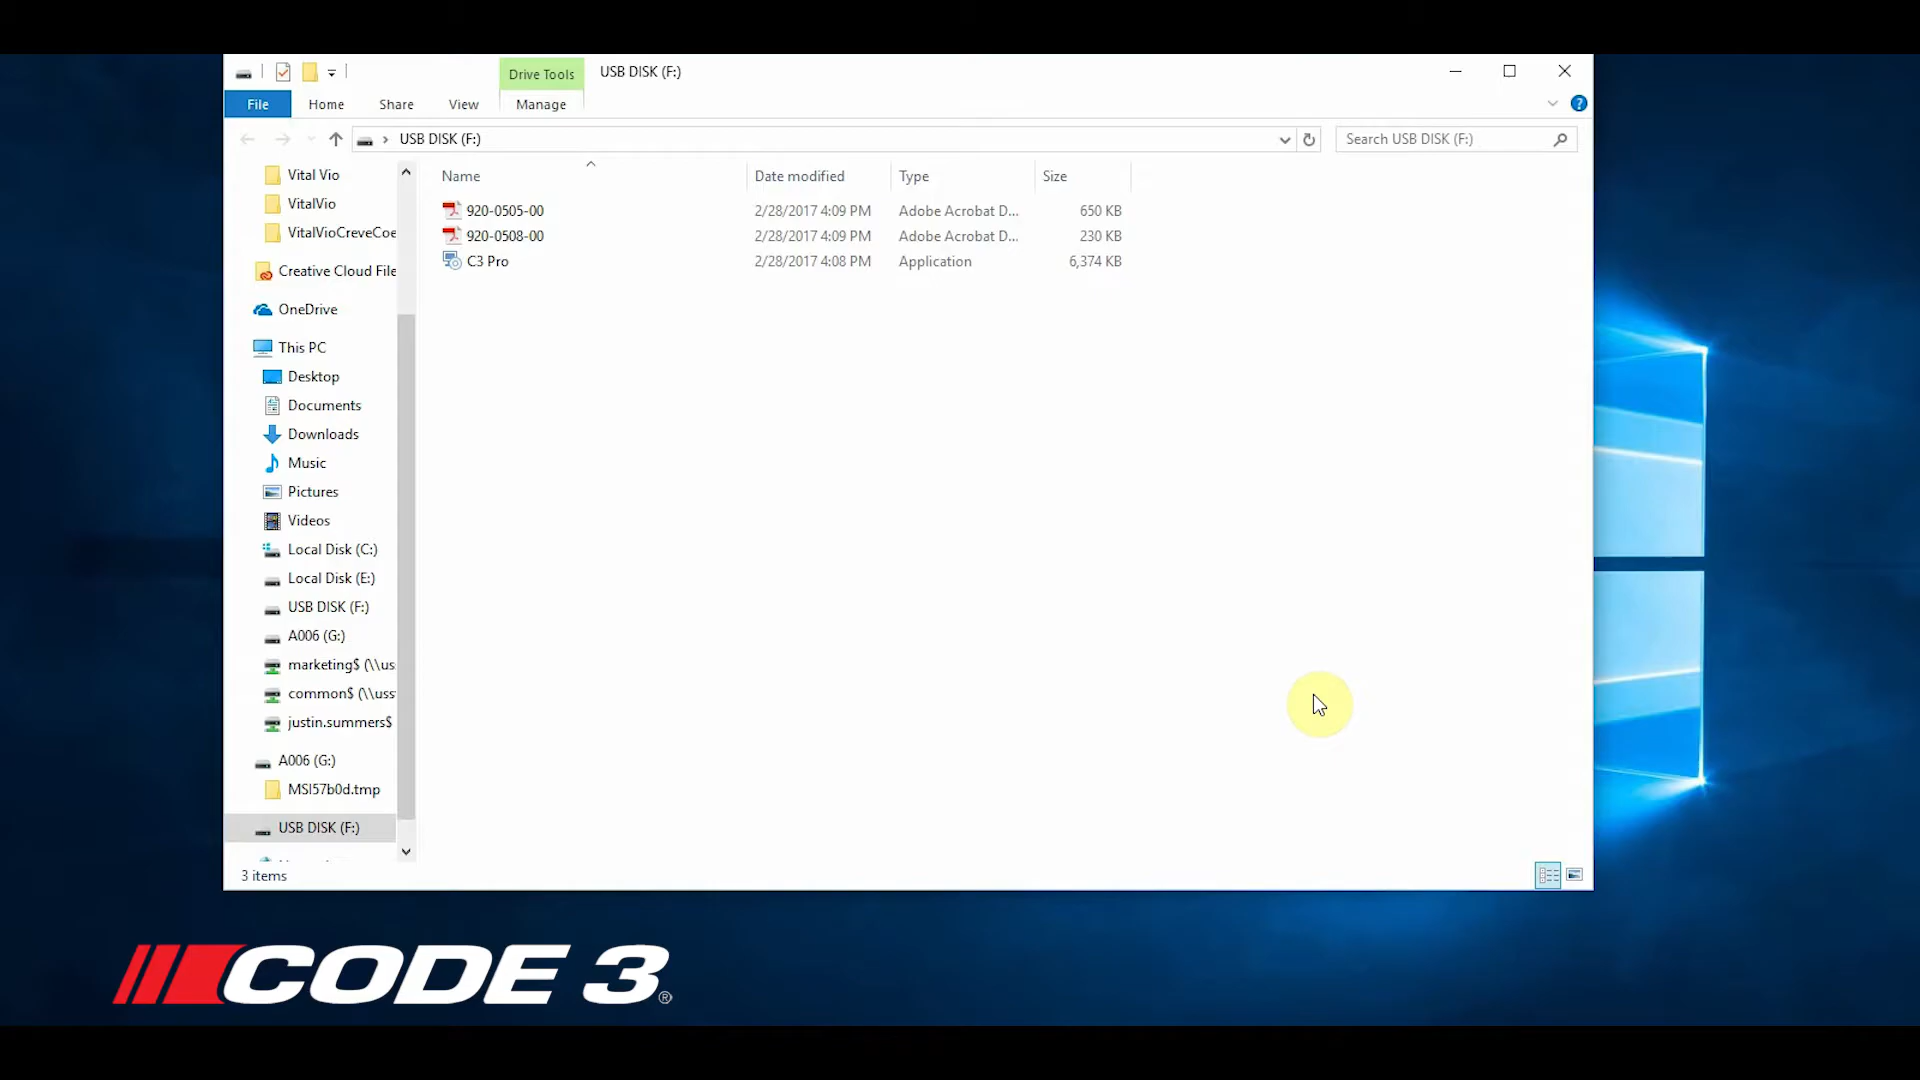 Drive Tools
USB DISK (F:)
File
Home
Share
View
Manage
USB DISK (F:)
Search USB DISK (F:)
Vital Vio
VitalVio
VitalVioCreveCoe
Creative Cloud File
OneDrive
This PC
Desktop
Documents
Downloads
Music
Pictures
Videos
Local Disk (C:)
Local Disk (E:)
USB DISK (F:)
A006 (G:)
marketing$ (\\us
common$ (\\uss
justin.summers$
A006 (G:)
MSI57b0d.tmp
USB DISK (F:)
Name Date modified Type Size
920-0505-00 2/28/2017 4:09 PM Adobe Acrobat D... 650 KB
920-0508-00 2/28/2017 4:09 PM Adobe Acrobat D... 230 KB
C3 Pro 2/28/2017 4:08 PM Application 6,374 KB
3 items
CODE 3®